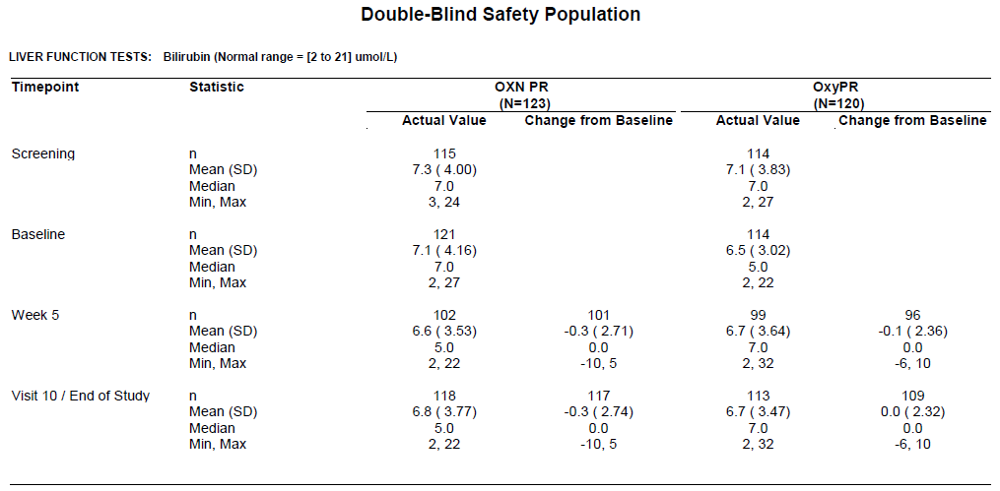 Double-Blind Safety Population
LIVER FUNCTION TESTS: Bilirubin (Normal range = [2 to 21] umol/L)
Timepoint Statistic OXN PR OxyPR
(N=123) (N=120)
Actual Value Change from Baseline Actual Value Change from Baseline
Screening n 115 114
Mean (SD) 7.3 ( 4.00) 7.1 ( 3.83)
Median 7.0 7.0
Min, Max 3, 24 2, 27
Baseline n 121 114
Mean (SD) 7.1 ( 4.16) 6.5 ( 3.02)
Median 7.0 5.0
Min, Max 2, 27 2, 22
Week 5 n 102 101 99 96
Mean (SD) 6.6 ( 3.53) -0.3 ( 2.71) 6.7 ( 3.64) -0.1 ( 2.36)
Median 5.0 0.0 7.0 0.0
Min, Max 2, 22 -10, 5 2, 32 -6, 10
Visit 10 / End of Study n 118 117 113 109
Mean (SD) 6.8 ( 3.77) -0.3 ( 2.74) 6.7 ( 3.47) 0.0 ( 2.32)
Median 5.0 0.0 7.0 0.0
Min, Max 2, 22 -10, 5 2, 32 -6, 10